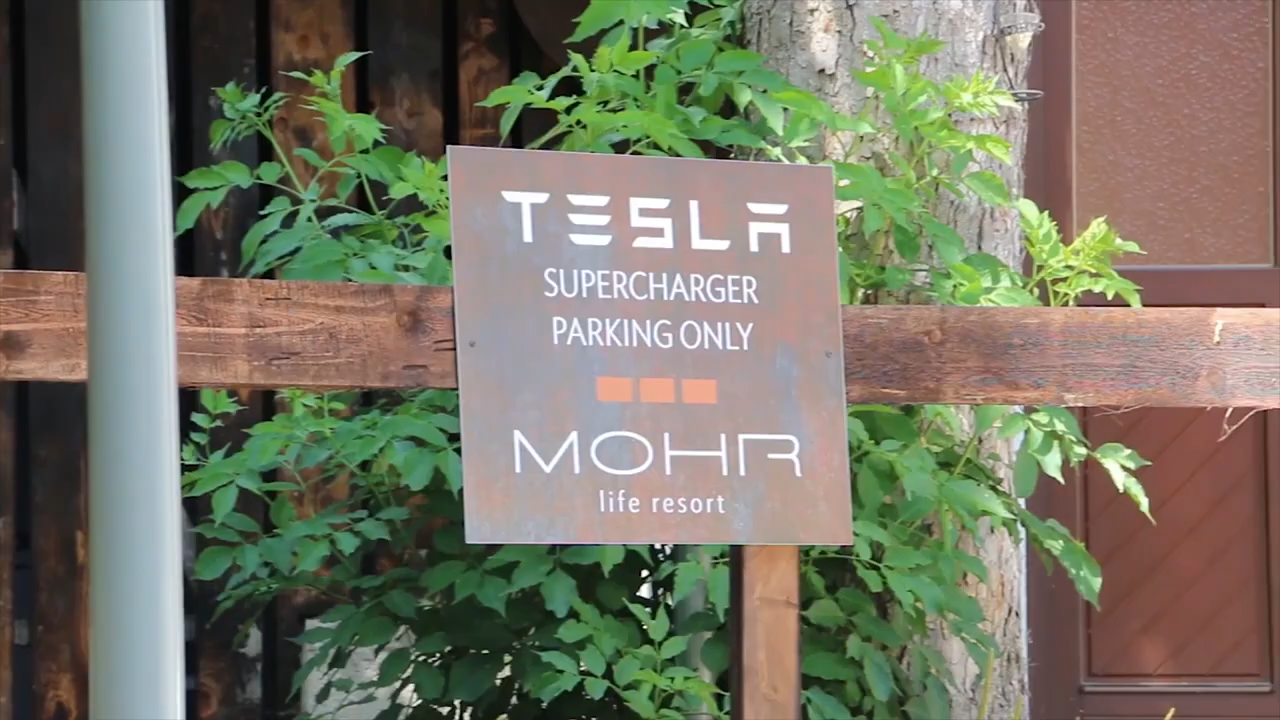 TESLA
SUPERCHARGER
PARKING ONLY
MOHR
life resort